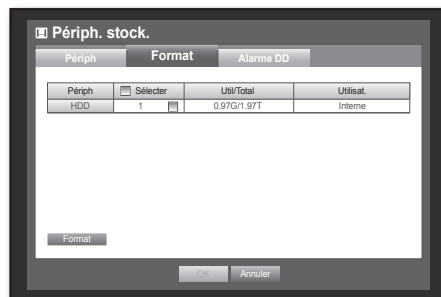 Périph. stock.
Périph Format Alarme DD
Périph Sélecter Util/Total Utilisat.
HDD 1 0.97G/1.97T Interne
Format
OK Annuler